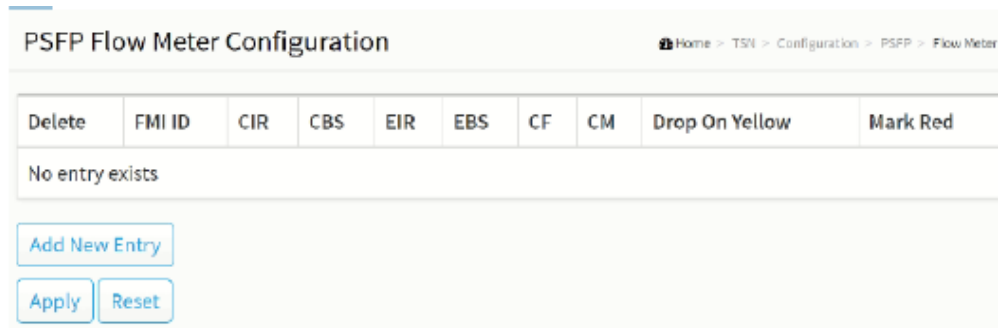 PSFP Flow Meter Configuration
Home > TSN > Configuration > PSFP > Flow Meter
Delete FMI ID CIR CBS EIR EBS CF CM Drop On Yellow Mark Red
No entry exists
Add New Entry
Apply Reset